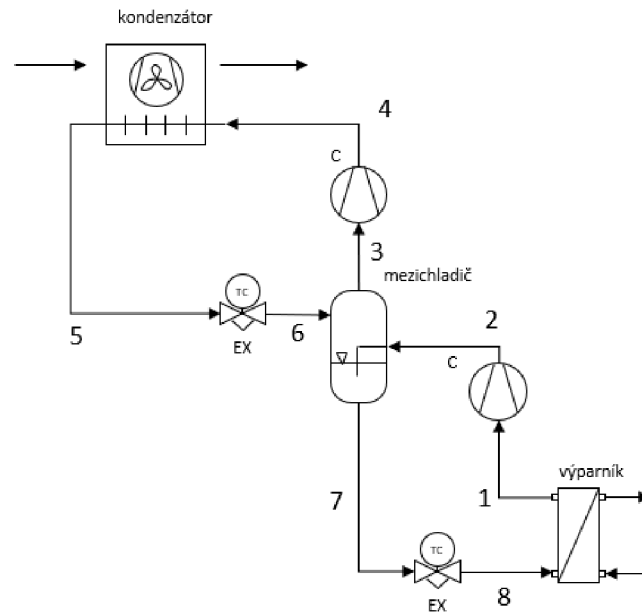 kondenzátor
4
C
3
mezichladič
TC
5
EX
6
2
C
výparník
7
1
TC
EX
8